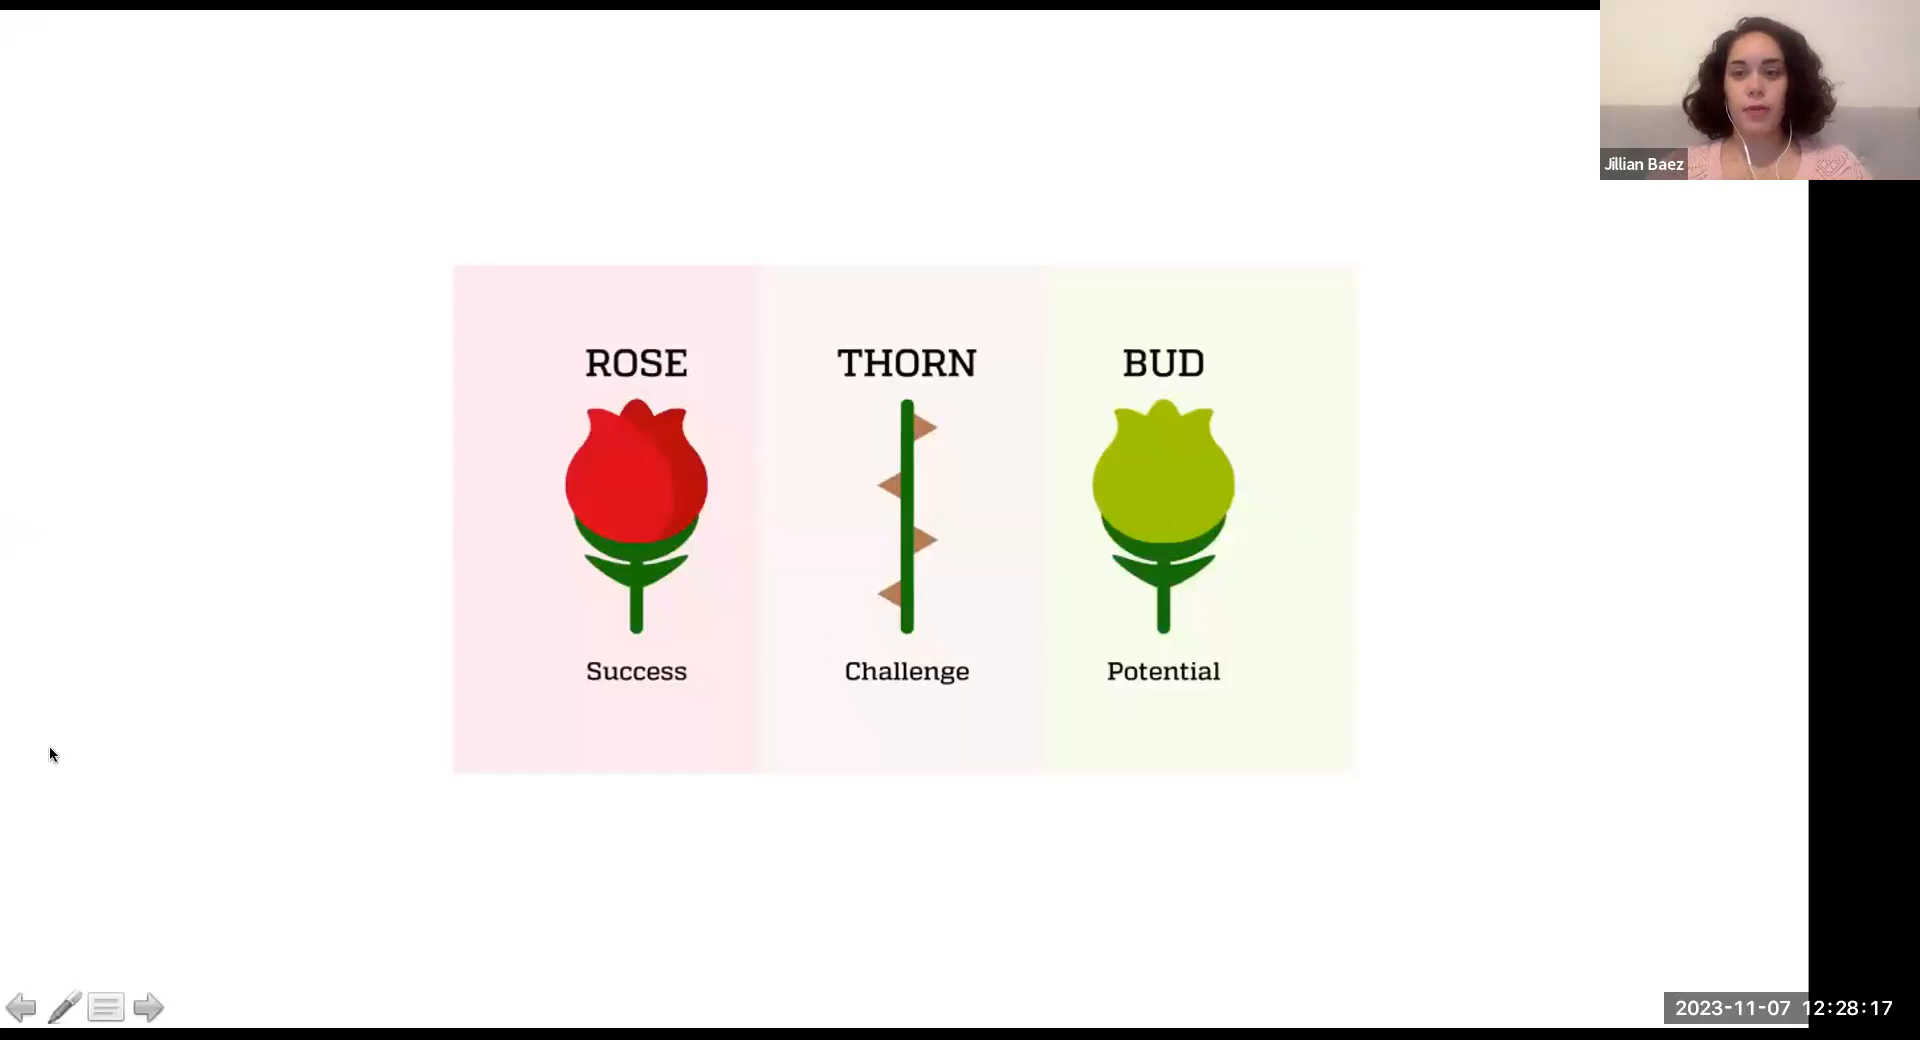 Jillian Baez
ROSE
THORN
BUD
Success
Challenge
Potential
2023-11-07 12:28:17